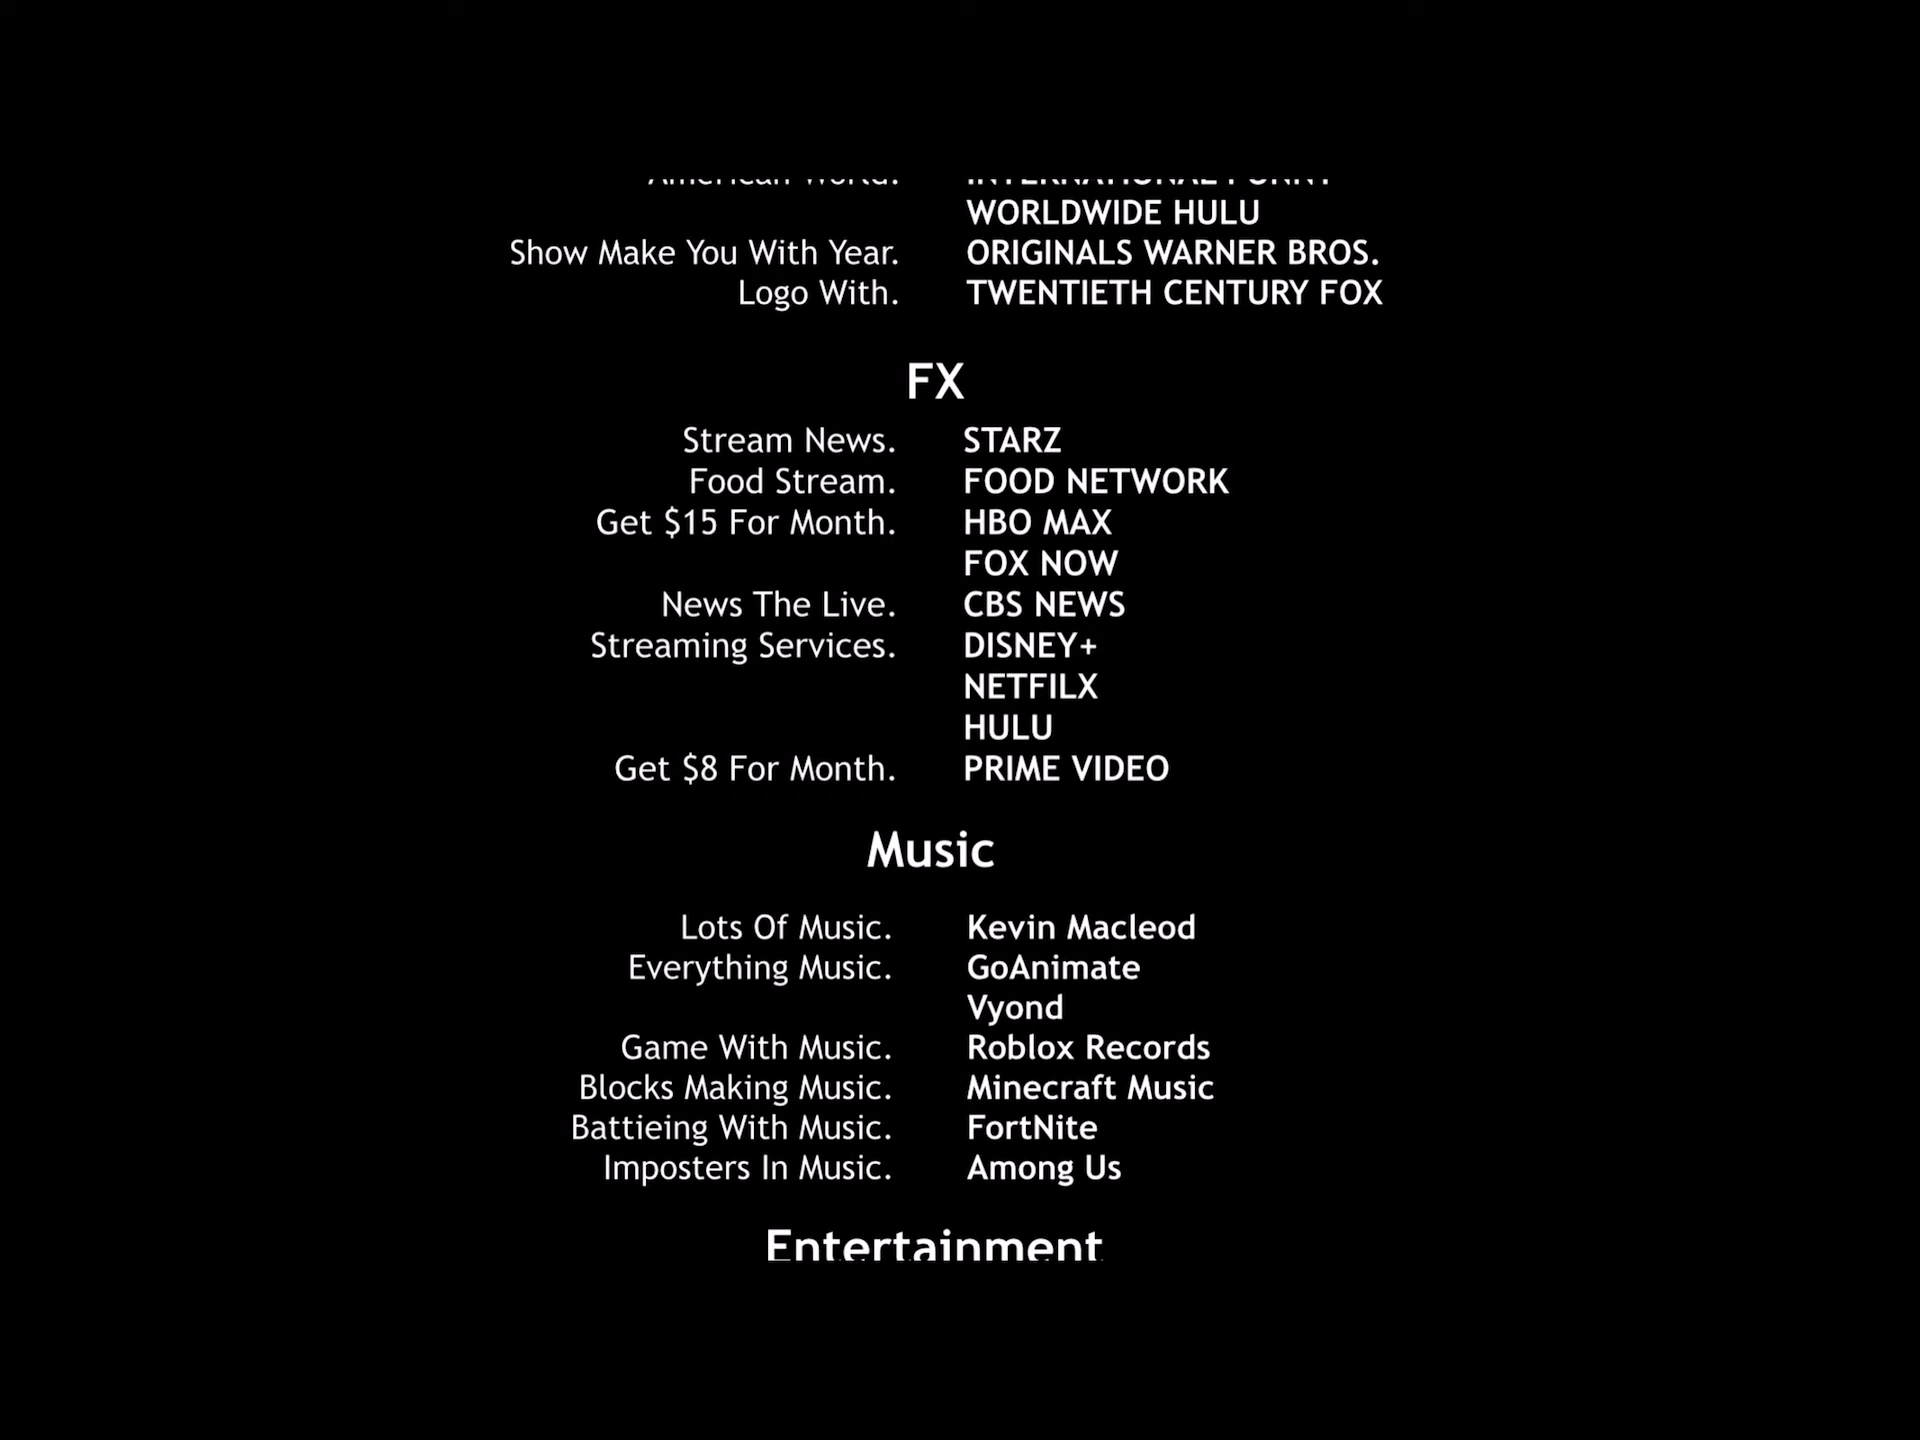 American World. INTERNATIONAL FUNNY
WORLDWIDE HULU
Show Make You With Year. ORIGINALS WARNER BROS.
Logo With. TWENTIETH CENTURY FOX
FX
Stream News. STARZ
Food Stream. FOOD NETWORK
Get $15 For Month. HBO MAX
FOX NOW
News The Live. CBS NEWS
Streaming Services. DISNEY+
NETFILX
HULU
Get $8 For Month. PRIME VIDEO
Music
Lots Of Music. Kevin Macleod
Everything Music. GoAnimate
Vyond
Game With Music. Roblox Records
Blocks Making Music. Minecraft Music
Battieing With Music. FortNite
Imposters In Music. Among Us
Entertainment